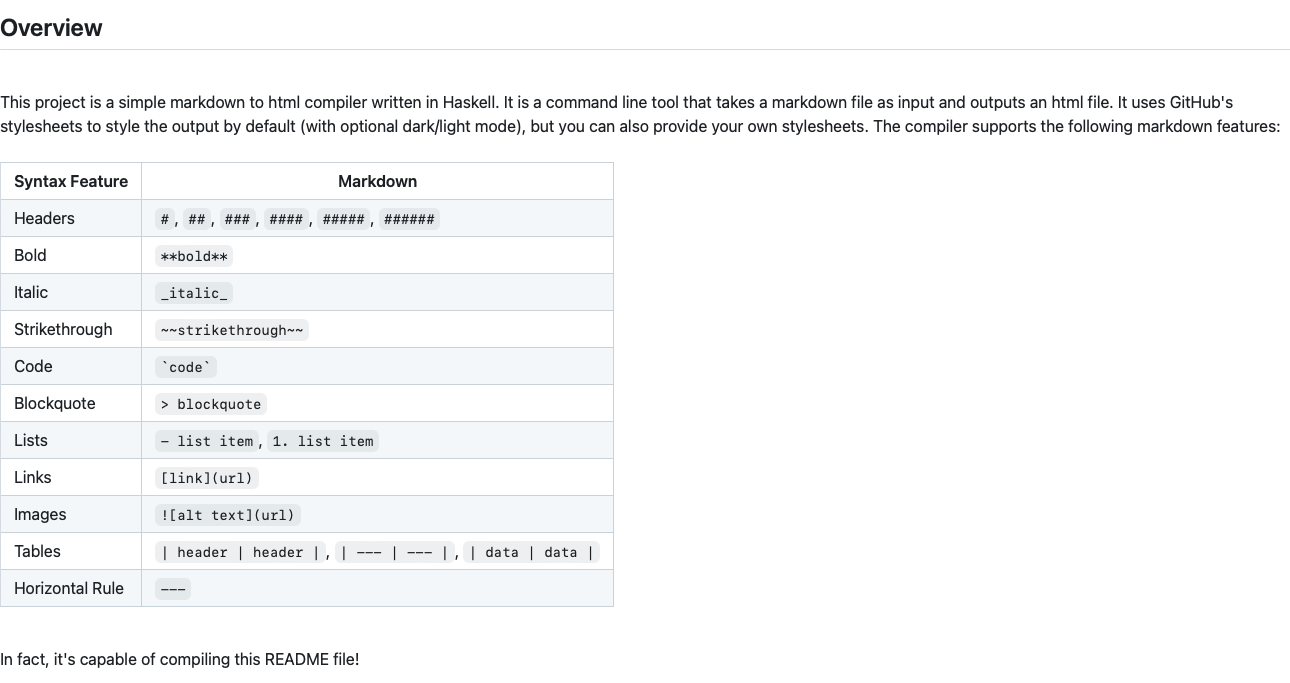 Overview
This project is a simple markdown to html compiler written in Haskell. It is a command line tool that takes a markdown file as input and outputs an html file. It uses GitHub's
stylesheets to style the output by default (with optional dark/light mode), but you can also provide your own stylesheets. The compiler supports the following markdown features:
Syntax Feature Markdown
Headers #, ##, ###, ####, #####, ######
Bold **bold**
Italic _italic_
Strikethrough ~~strikethrough~~
Code `code`
Blockquote > blockquote
Lists - list item, 1. list item
Links [link](url)
Images ![alt text](url)
Tables | header | header |, | --- | --- |, | data | data |
Horizontal Rule ---
In fact, it's capable of compiling this README file!